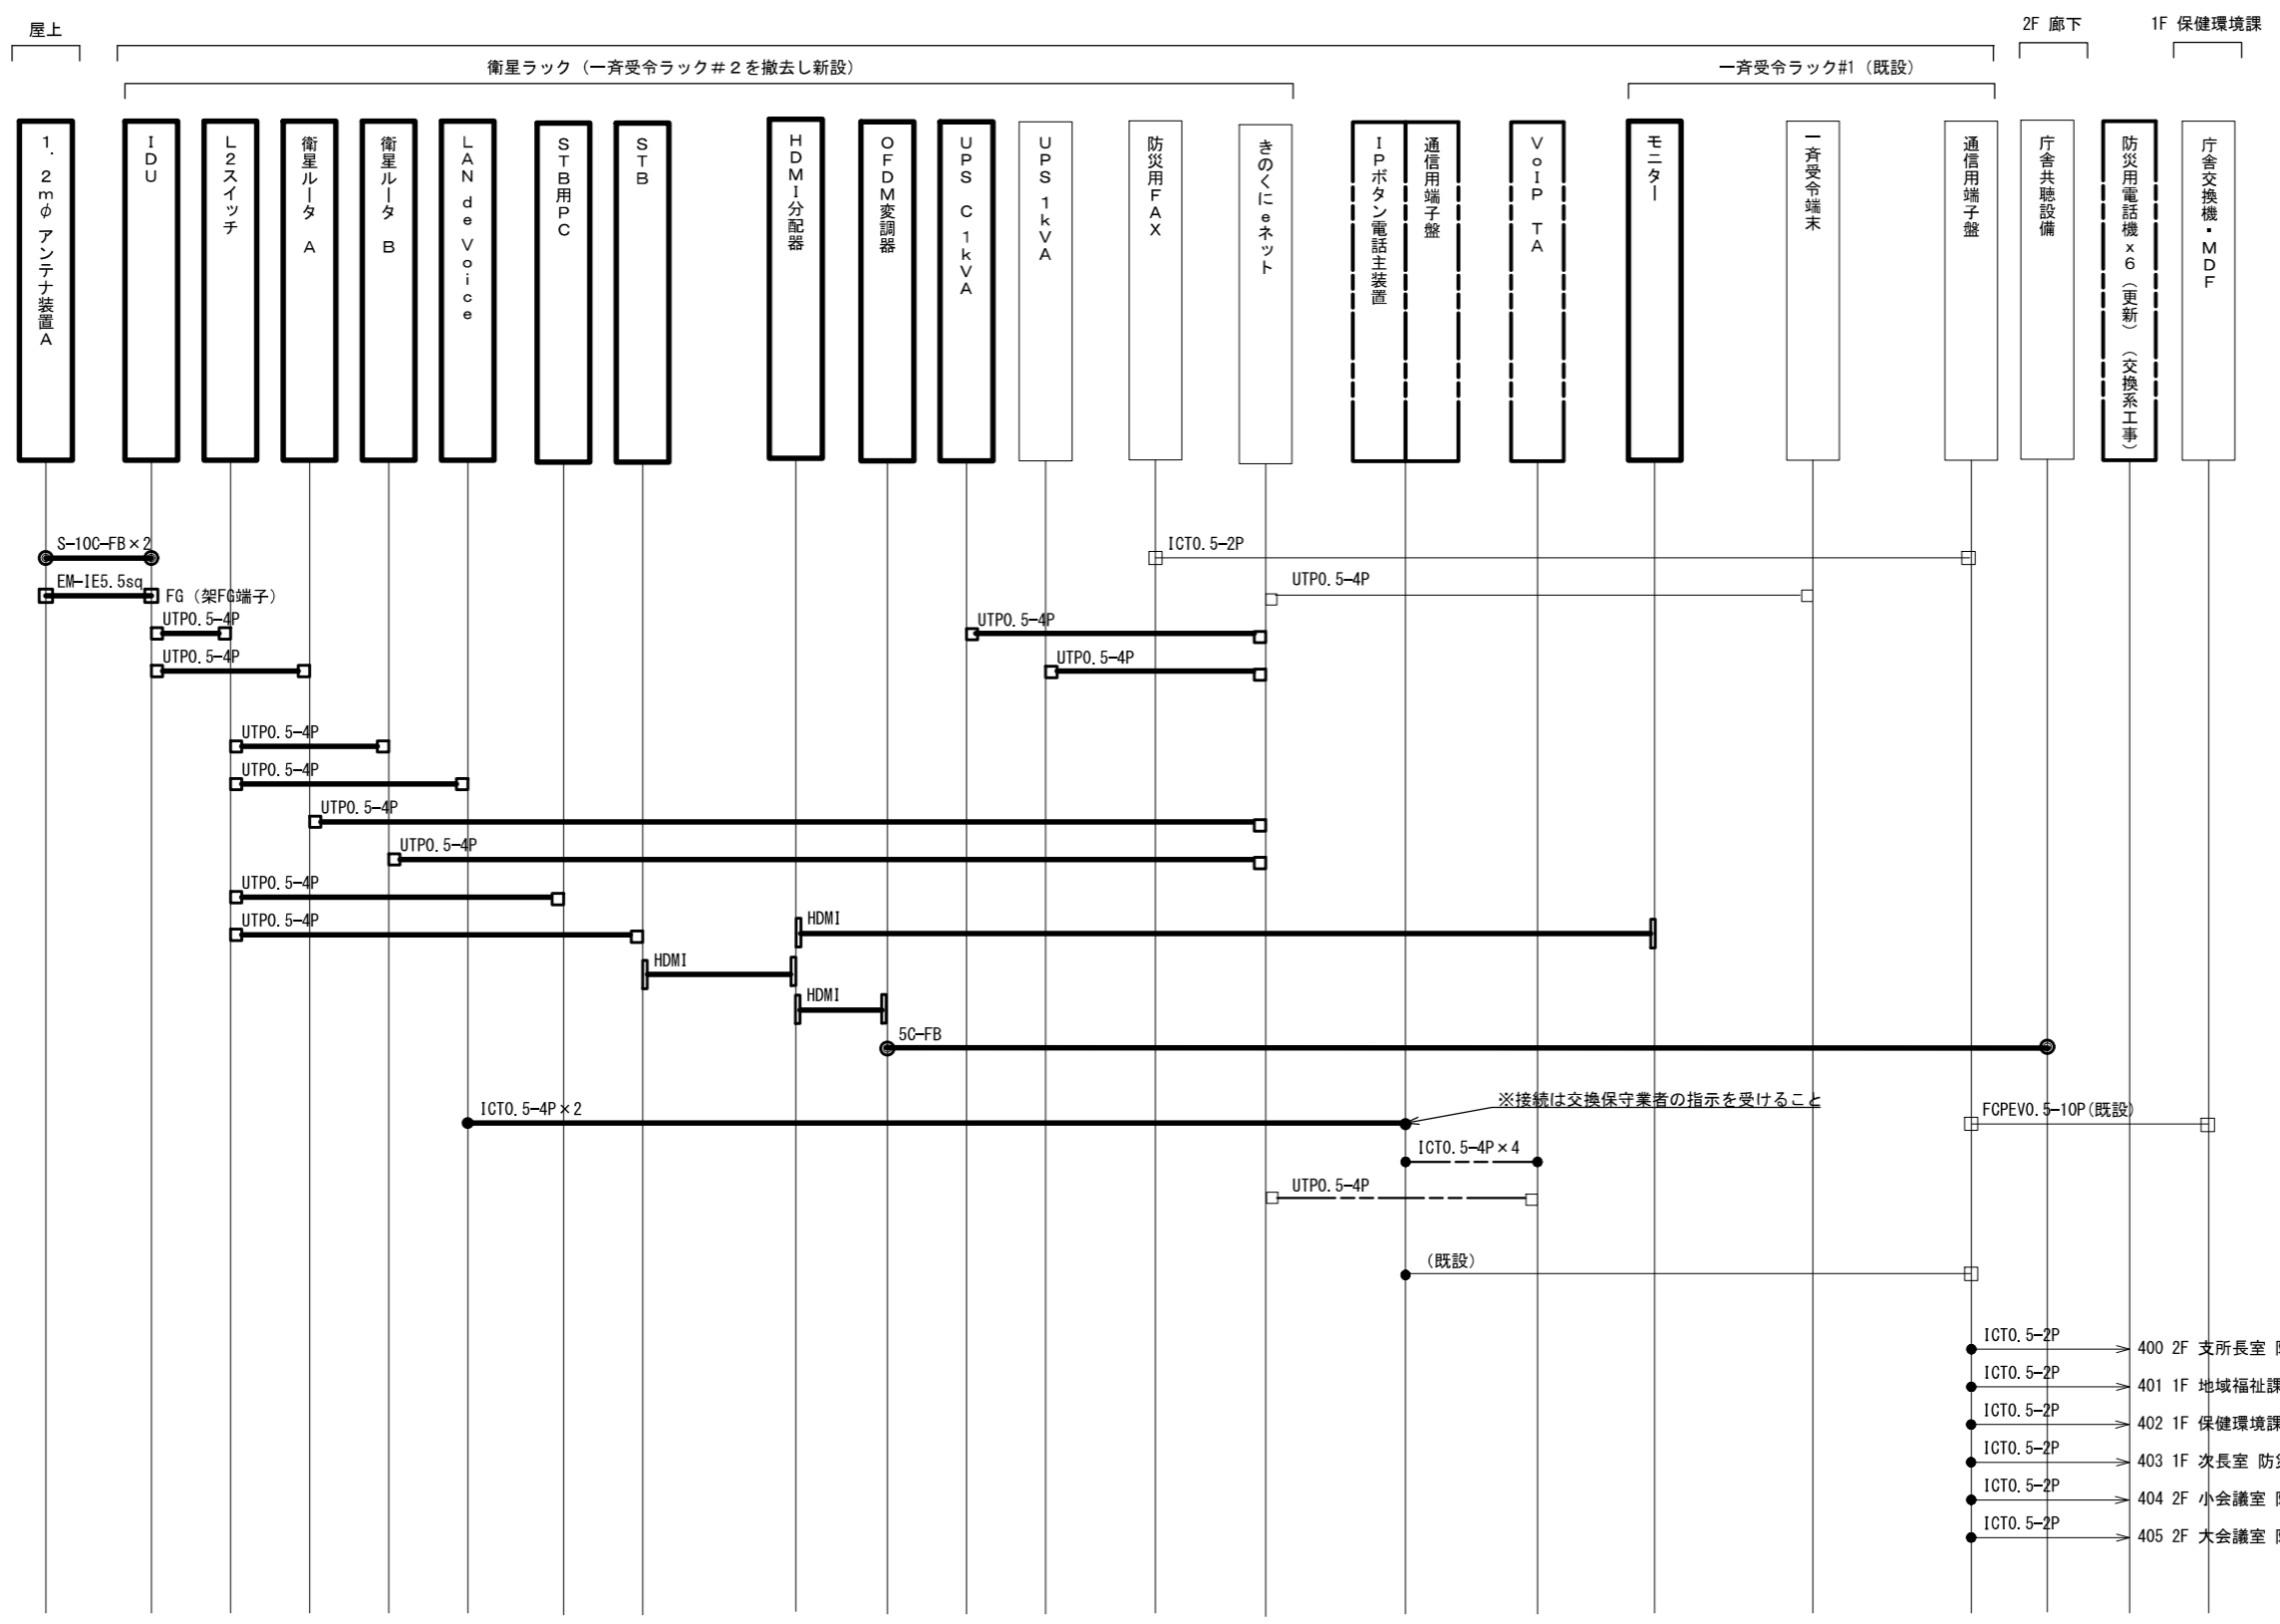 屋上
2F 廊下
1F 保健環境課
衛星ラック（一斉受令ラック＃２を撤去し新設）
一斉受令ラック#1（既設）
１．２ｍφ アンテナ装置Ａ
ＩＤＵ
Ｌ２スイッチ
衛星ルータ Ａ
衛星ルータ Ｂ
ＬＡＮ ｄｅ Ｖｏｉｃｅ
ＳＴＢ用ＰＣ
ＳＴＢ
ＨＤＭＩ分配器
ＯＦＤＭ変調器
ＵＰＳ Ｃ １ｋＶＡ
ＵＰＳ １ｋＶＡ
防災用ＦＡＸ
きのくにｅネット
ＩＰボタン電話主装置
通信用端子盤
ＶｏＩＰ ＴＡ
モニター
一斉受令端末
通信用端子盤
庁舎共聴設備
防災用電話機ｘ６（更新）（交換系工事）
庁舎交換機・ＭＤＦ
S-10C-FB×2
ICT0.5-2P
EM-IE5.5sq
FG（架FG端子）
UTP0.5-4P
UTP0.5-4P
UTP0.5-4P
UTP0.5-4P
UTP0.5-4P
UTP0.5-4P
UTP0.5-4P
UTP0.5-4P
UTP0.5-4P
UTP0.5-4P
UTP0.5-4P
HDMI
UTP0.5-4P
HDMI
HDMI
5C-FB
※接続は交換保守業者の指示を受けること
ICT0.5-4P×2
FCPEV0.5-10P(既設)
ICT0.5-4P×4
UTP0.5-4P
（既設）
ICT0.5-2P
400 2F 支所長室
ICT0.5-2P
401 1F 地域福祉課
ICT0.5-2P
402 1F 保健環境課
ICT0.5-2P
403 1F 次長室 防
ICT0.5-2P
404 2F 小会議室
ICT0.5-2P
405 2F 大会議室